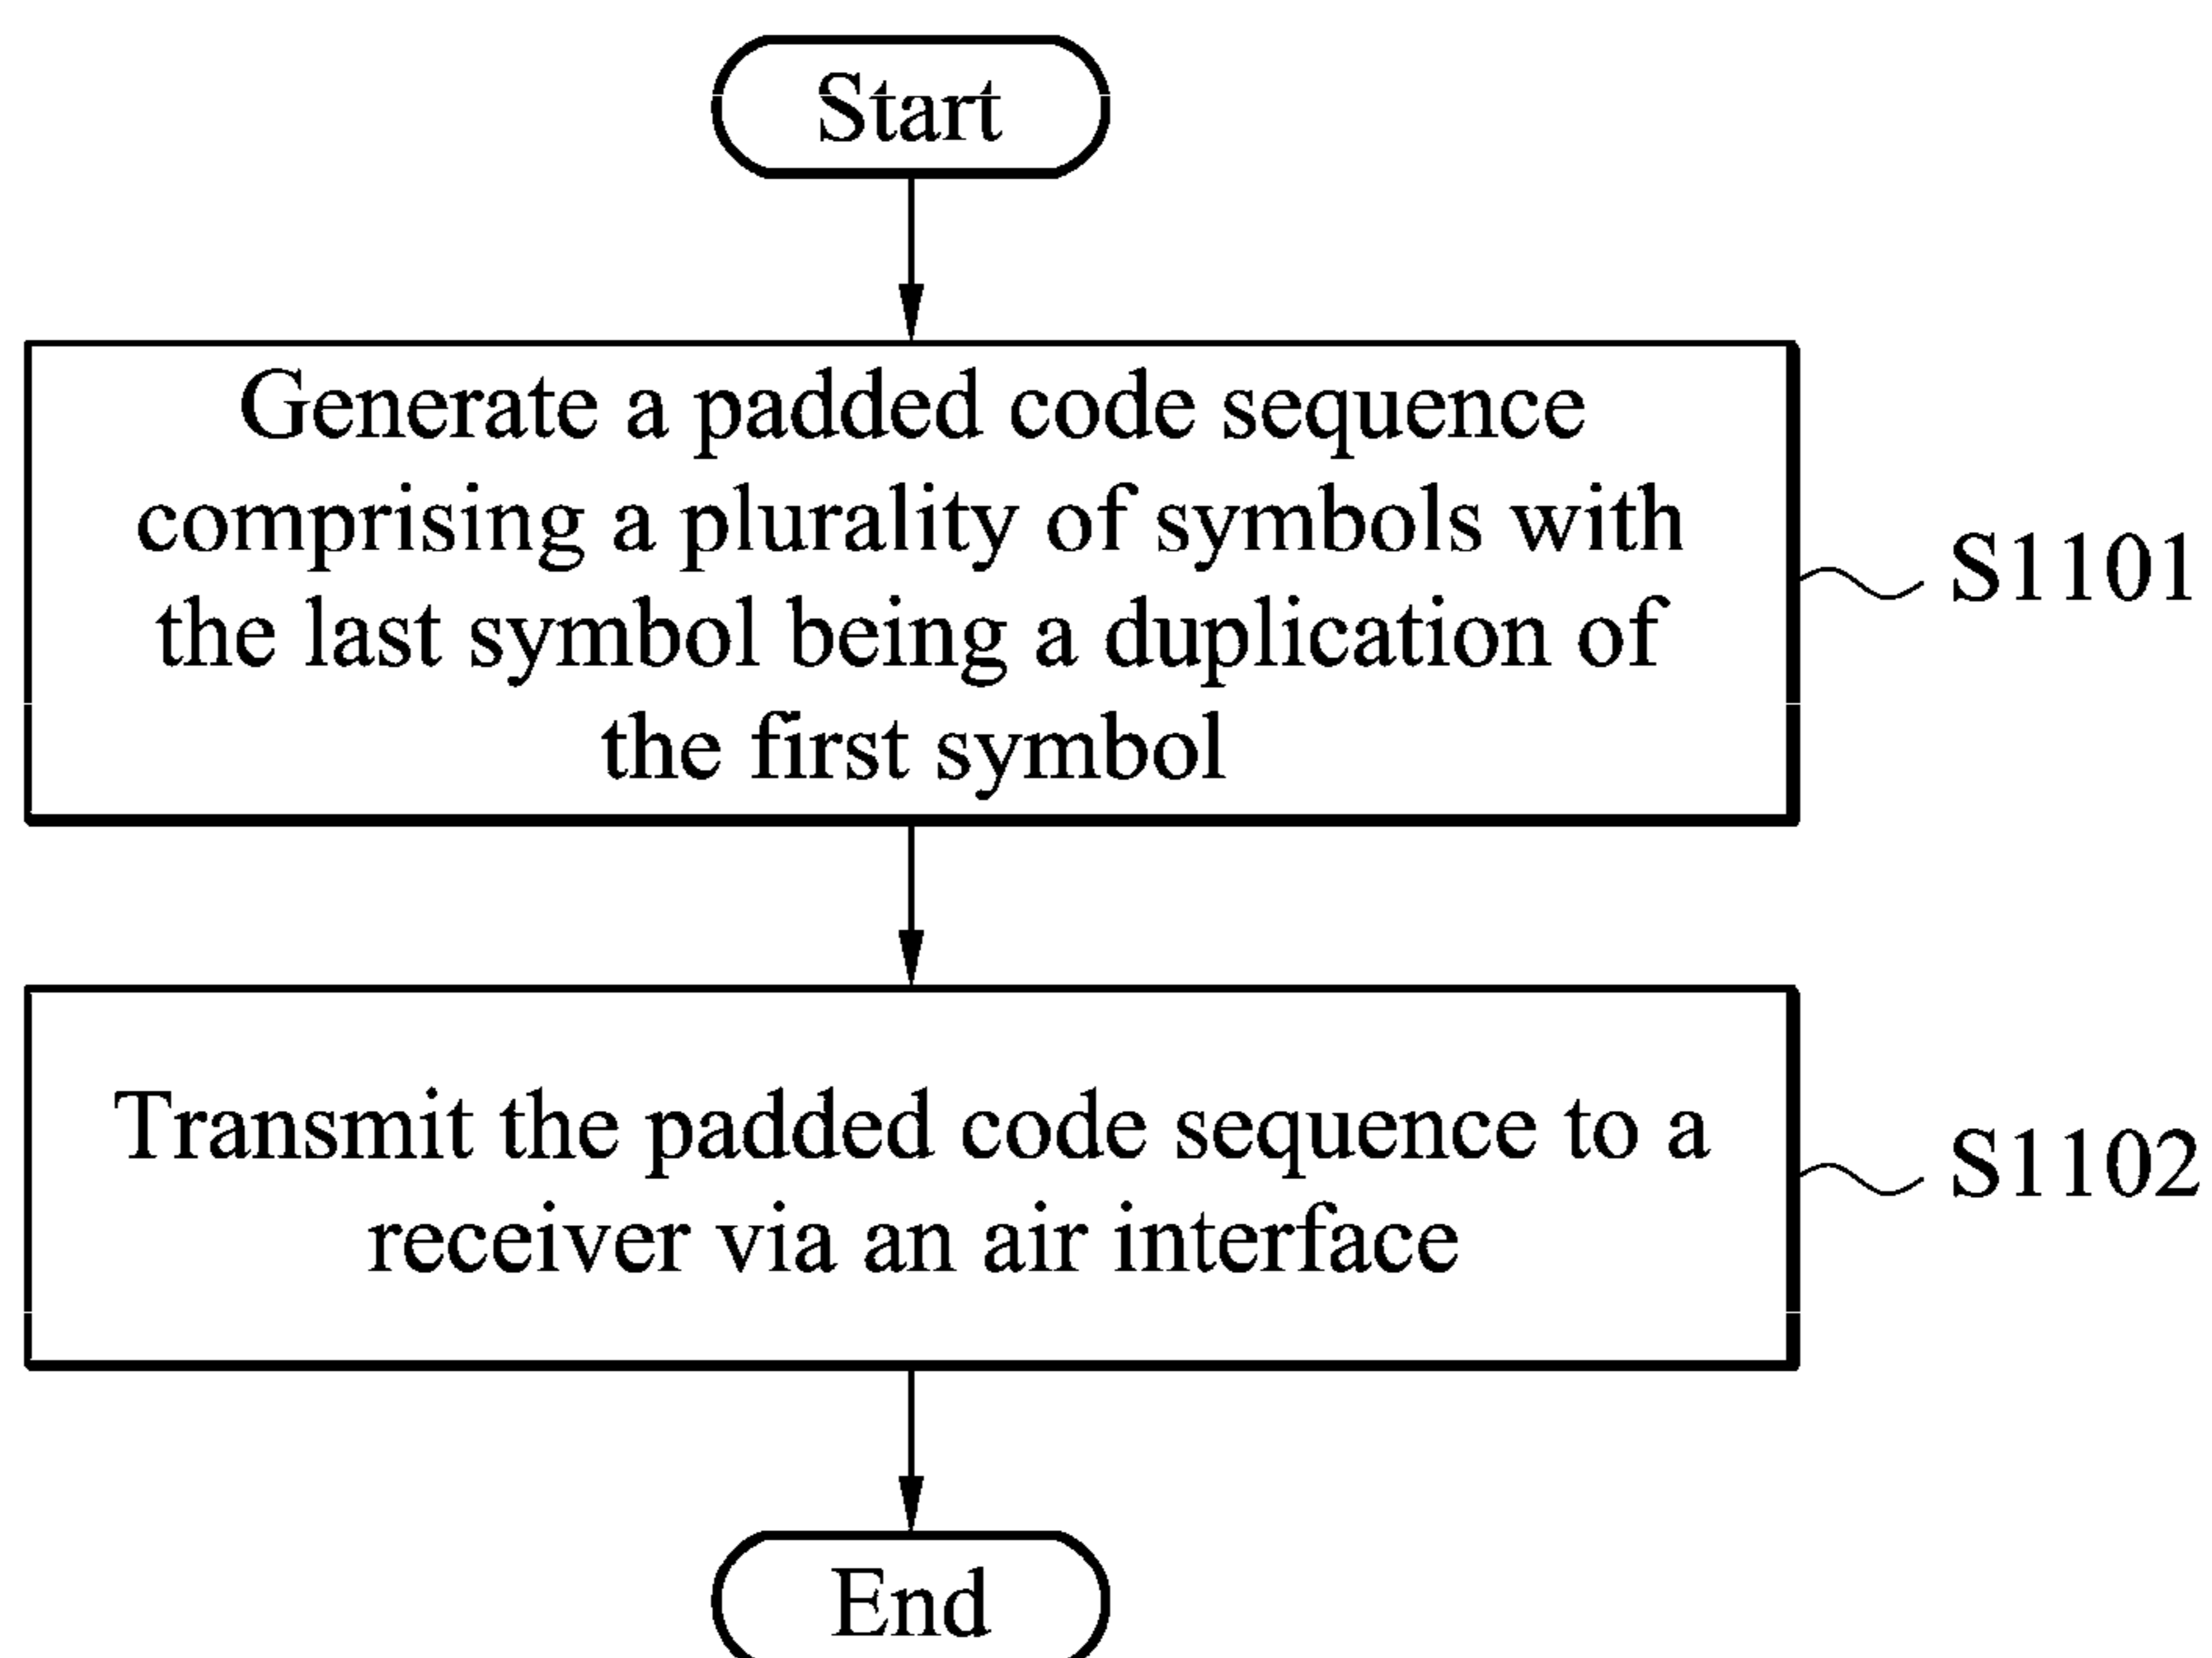 Start
Generate a padded code sequence
comprising a plurality of symbols with
the last symbol being a duplication of
the first symbol
S1101
Transmit the padded code sequence to a
receiver via an air interface
S1102
End